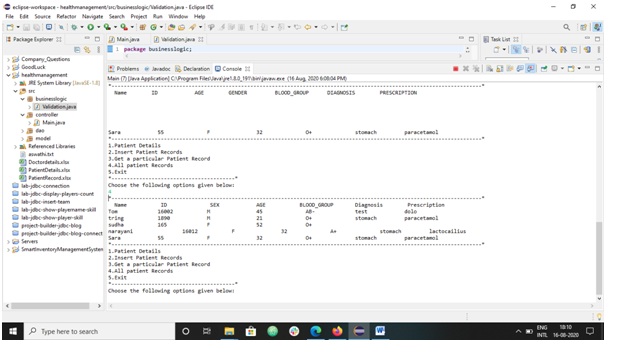 eclipse-workspace - healthmanagement/src/businesslogic/Validation.java - Eclipse IDE
File Edit Source Refactor Navigate Search Project Run Window Help
Package Explorer
Company_Questions
GoodLuck
healthmanagement
JRE System Library [JavaSE-1.8]
src
businesslogic
Validation.java
controller
Main.java
dao
model
Referenced Libraries
aswathi.txt
Doctordetails.xlsx
PatientDetails.xlsx
PatientRecord.xlsx
lab-jdbc-connection
lab-jdbc-display-players-count
lab-jdbc-insert-team
lab-jdbc-show-playername-skill
lab-jdbc-show-player-skill
project-builder-jdbc-blog
project-builder-jdbc-blog-connect
Servers
SmartInventoryManagementSystem
Main.java Validation.java
1 package businesslogic;
Task List
Problems Javadoc Declaration Console
Main (7) [Java Application] C:\Program Files\Java\jre1.8.0_191\bin\javaw.exe (16 Aug, 2020 6:08:04 PM)
Name ID AGE GENDER BLOOD_GROUP DIAGNOSIS PRESCRIPTION
Sara 55 F 32 O+ stomach paracetamol
1.Patient Details
2.Insert Patient Records
3.Get a particular Patient Record
4.All patient Records
5.Exit
Choose the following options given below:
4
Name ID SEX AGE BLOOD_GROUP Diagnosis Prescription
Tom 16002 M 45 AB- test dolo
tring 1890 M 21 O+ stomach paracetamol
sudha 165 F 52 O+
narayani 16012 F 32 A+ stomach lactocailius
Sara 55 F 32 O+ stomach paracetamol
1.Patient Details
2.Insert Patient Records
3.Get a particular Patient Record
4.All patient Records
5.Exit
Choose the following options given below:
Type here to search
ENG
INTL
18:10
16-08-2020